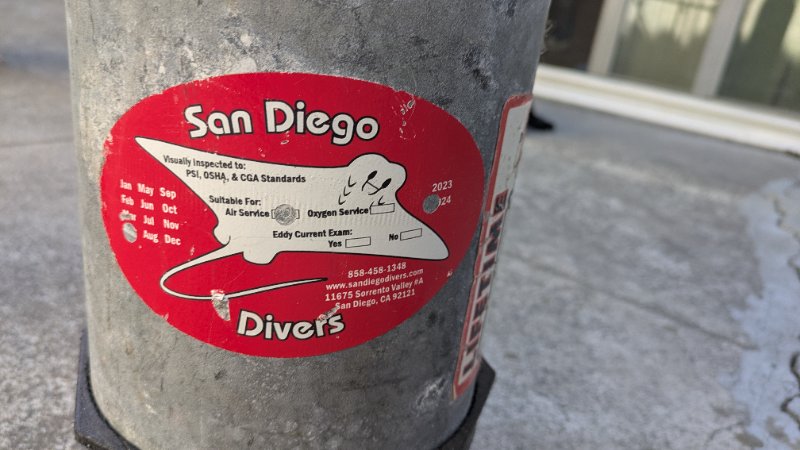 San Diego
Visually Inspected to:
PSI, OSHA, & CGA Standards
Suitable For:
Air Service Oxygen Service
Eddy Current Exam:
Yes No
Jan May Sep
Feb Jun Oct
Jul Nov
Aug Dec
2023
858-458-1348
www.sandiegodivers.com
11675 Sorrento Valley #A
San Diego, CA 92121
Divers